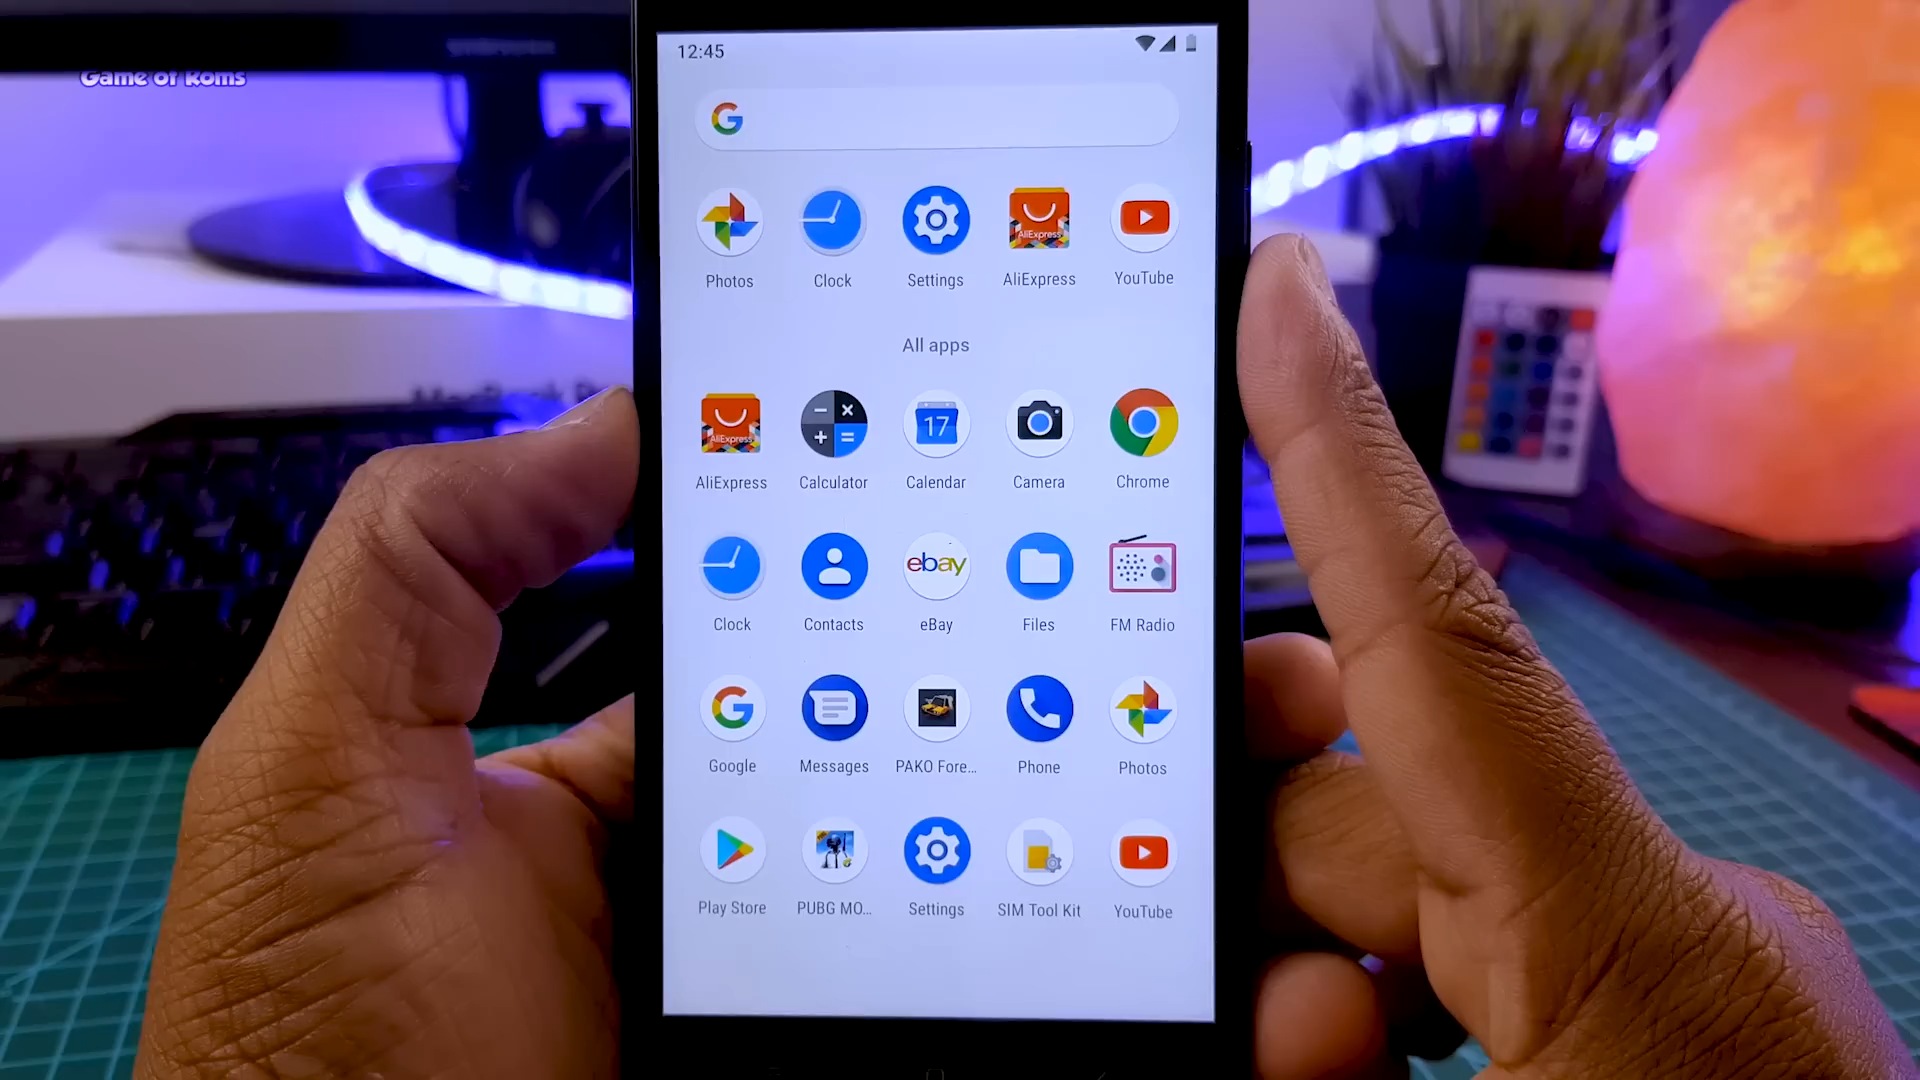 Game of Roms
12:45
Photos Clock Settings AliExpress YouTube
AliExpress
All apps
AliExpress
17
AliExpress Calculator Calendar Camera Chrome
ebay
Clock Contacts eBay Files FM Radio
Google Messages PAKO Fore... Phone Photos
Play Store PUBG MO... Settings SIM Tool Kit YouTube